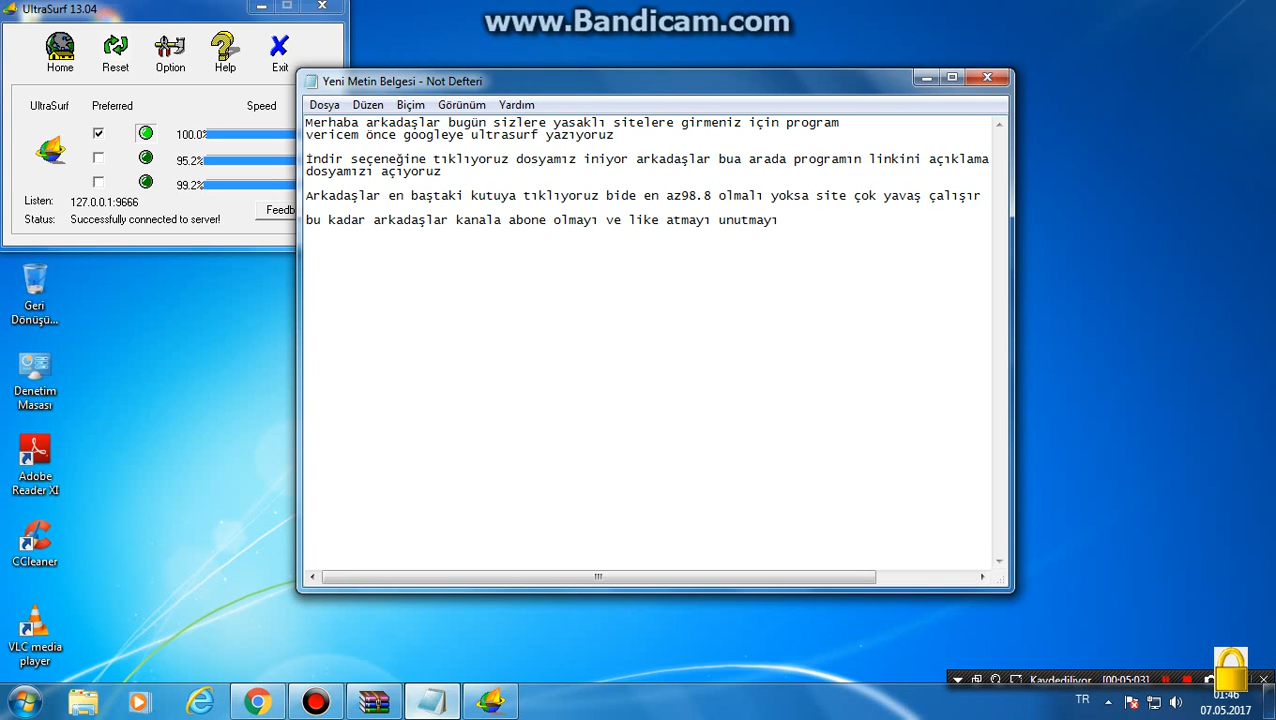 UltraSurf 13.04
www.Bandicam.com
Home
Reset
Option
Help
Exit
UltraSurf
Preferred
Speed
100.0%
95.2%
99.2%
Listen:
127.0.0.1:9666
Status:
Successfully connected to server!
Feedb
Yeni Metin Belgesi - Not Defteri
Dosya Düzen Biçim Görünüm Yardım
Merhaba arkadaşlar bugün sizlere yasaklı sitelere girmeniz için program
vericem önce googleye ultrasurf yazıyoruz
İndir seçeneğine tıklıyoruz dosyamız iniyor arkadaşlar bua arada programın linkini açıklama
dosyamızı açıyoruz
Arkadaşlar en baştaki kutuya tıklıyoruz bide en az98.8 olmalı yoksa site çok yavaş çalışır
bu kadar arkadaşlar kanala abone olmayı ve like atmayı unutmayı
Geri
Dönüşü...
Denetim
Masası
Adobe
Reader XI
CCleaner
VLC media
player
Kaydediliyor [00:05:03]
TR
01:46
07.05.2017